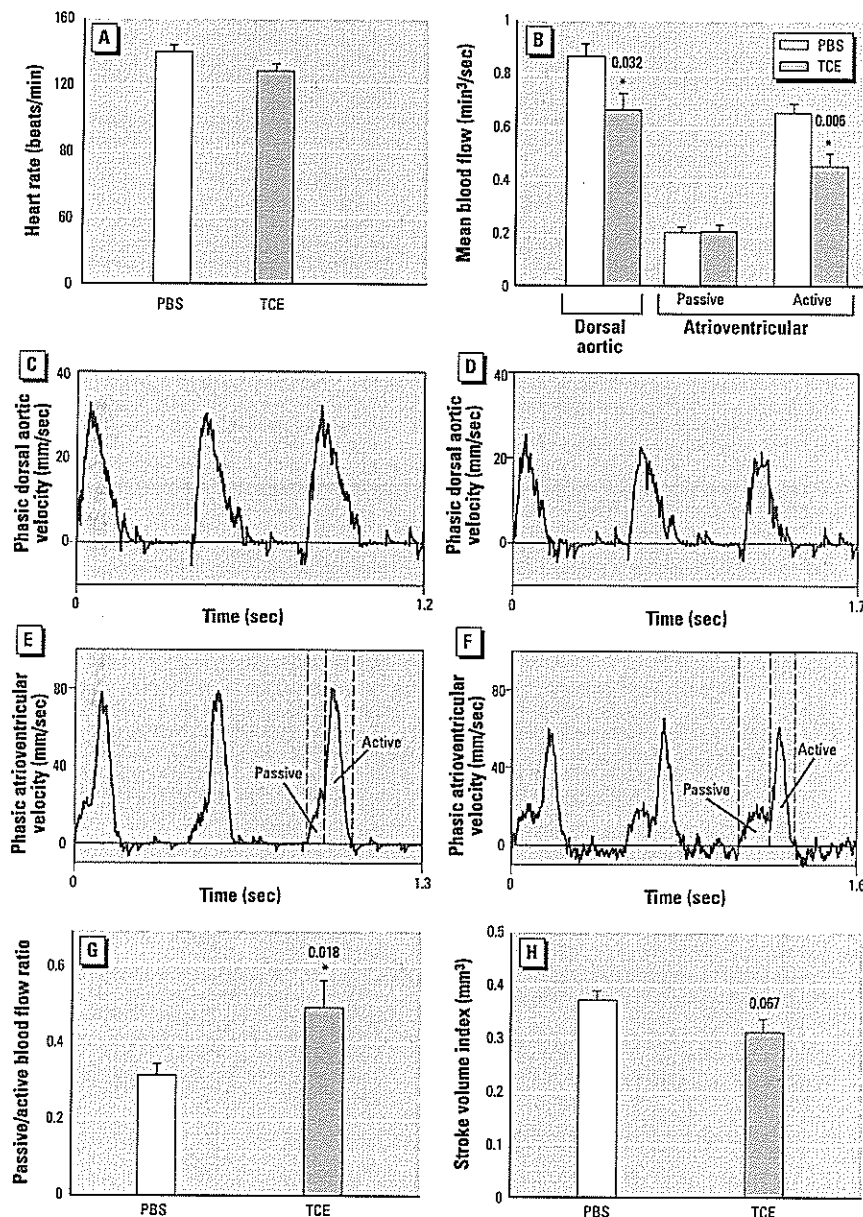 A
Heart rate (beats/min)
160
120
80
60
0
PBS
TCE
B
Mean blood flow (min³/sec)
1
0.8
0.6
0.4
0.2
0
0.032
*
0.006
*
PBS
TCE
Passive
Active
Dorsal
aortic
Atrioventricular
C
Phasic dorsal aortic
velocity (mm/sec)
40
20
0
0
1.2
Time (sec)
D
Phasic dorsal aortic
velocity (mm/sec)
40
20
0
0
1.7
Time (sec)
E
Phasic atrioventricular
velocity (mm/sec)
80
40
0
Passive
Active
0
1.3
Time (sec)
F
Phasic atrioventricular
velocity (mm/sec)
80
40
0
Passive
Active
0
1.6
Time (sec)
G
Passive/active blood flow ratio
0.6
0.4
0.2
0
0.018
*
PBS
TCE
H
Stroke volume index (mm³)
0.5
0.4
0.3
0.2
0.1
0
0.067
PBS
TCE